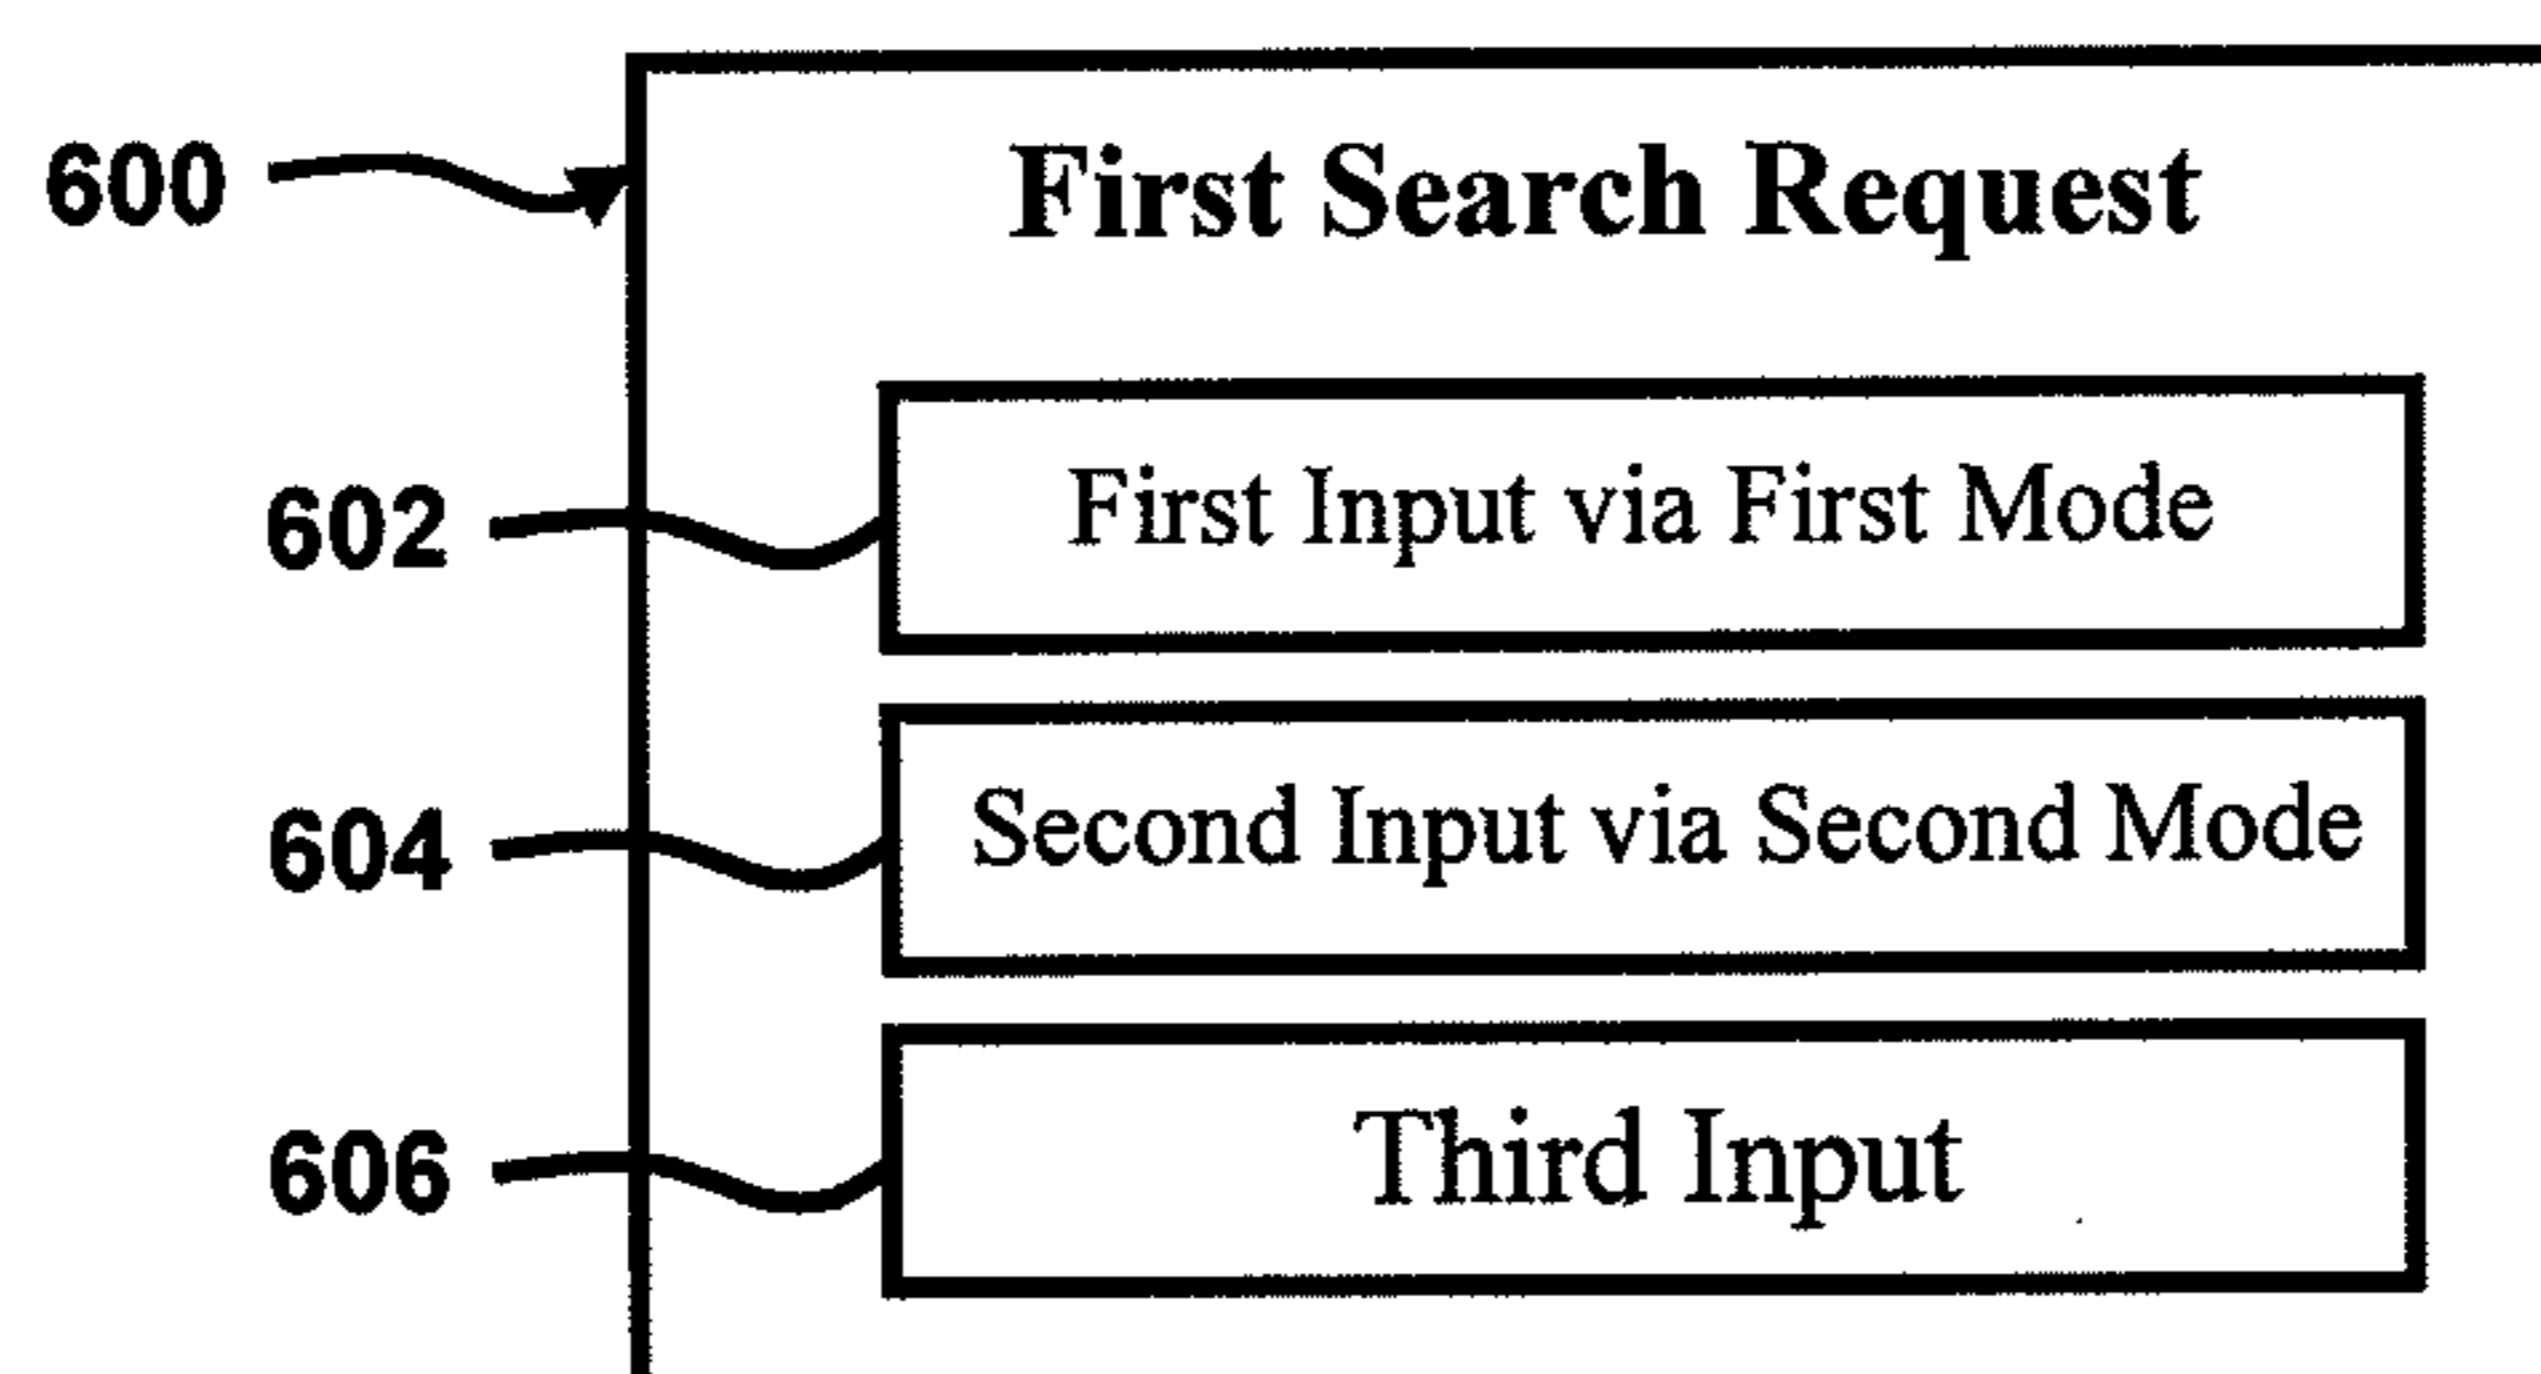 600 First Search Request
602 First Input via First Mode
604 Second Input via Second Mode
606 Third Input